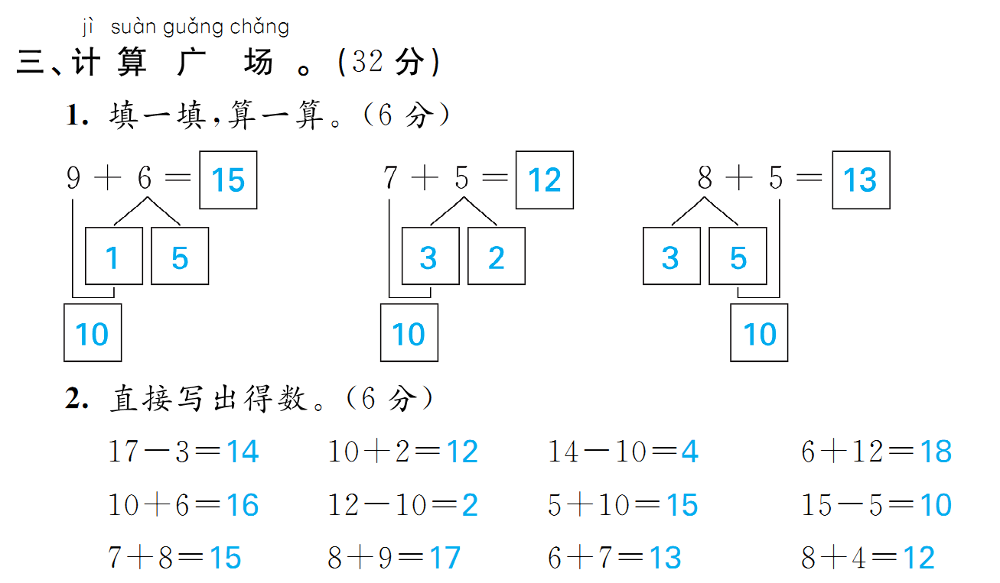 jì suàn guǎng chǎng
三、计算广场。(32分)
1. 填一填,算一算。(6分)
9+6=15 7+5=12 8+5=13
1 5 3 2 3 5
10 10 10
2. 直接写出得数。(6分)
17-3=14 10+2=12 14-10=4 6+12=18
10+6=16 12-10=2 5+10=15 15-5=10
7+8=15 8+9=17 6+7=13 8+4=12